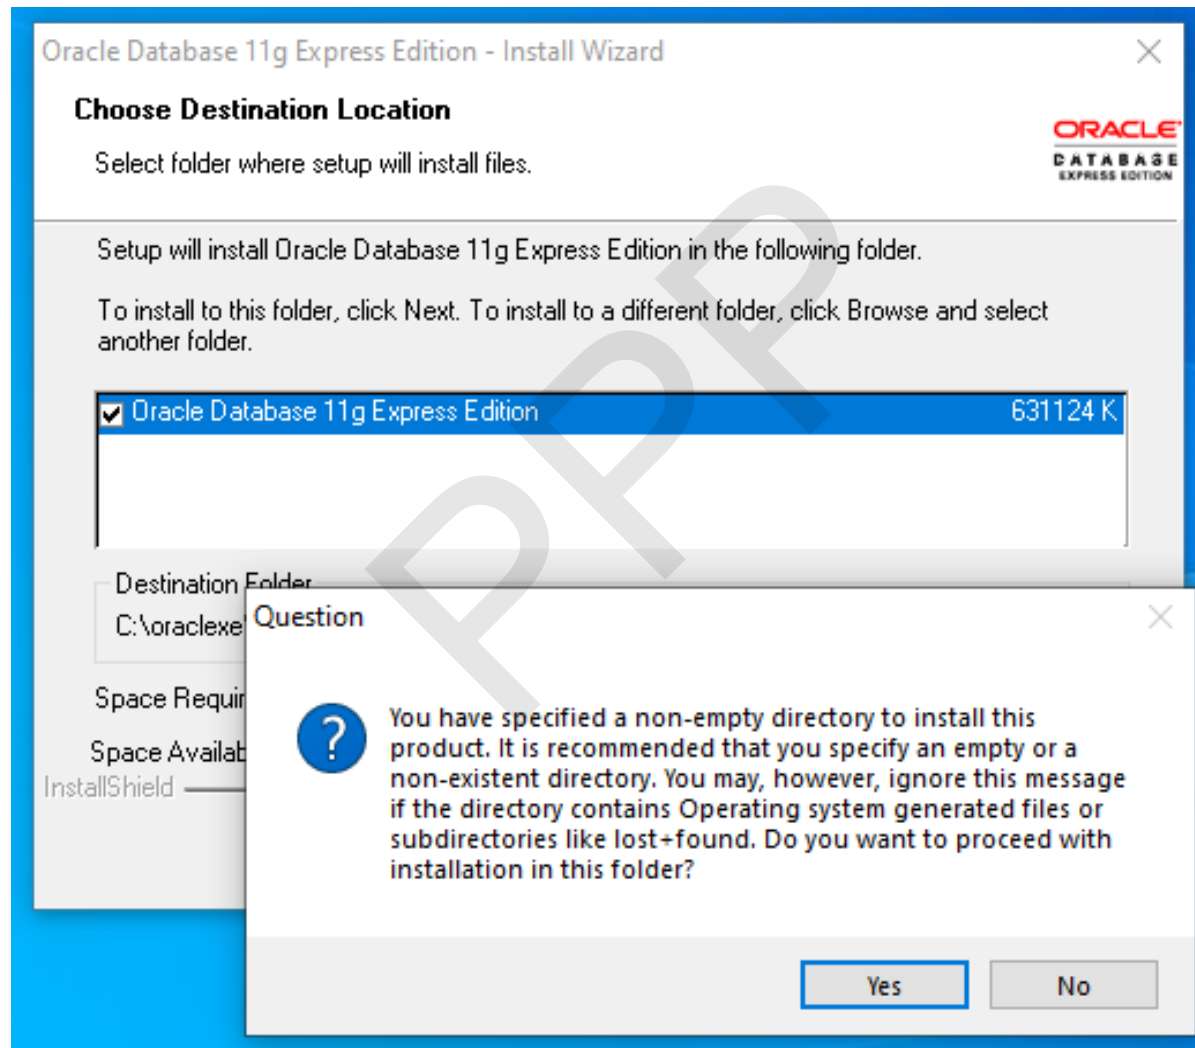 Oracle Database 11g Express Edition - Install Wizard
Choose Destination Location
Select folder where setup will install files.
ORACLE
DATABASE
EXPRESS EDITION
Setup will install Oracle Database 11g Express Edition in the following folder.
To install to this folder, click Next. To install to a different folder, click Browse and select
another folder.
Oracle Database 11g Express Edition 631124 K
Destination Folder
C:\oraclexe\
Space Requir
Space Availab
InstallShield
Question
?
You have specified a non-empty directory to install this
product. It is recommended that you specify an empty or a
non-existent directory. You may, however, ignore this message
if the directory contains Operating system generated files or
subdirectories like lost+found. Do you want to proceed with
installation in this folder?
Yes No
PPP